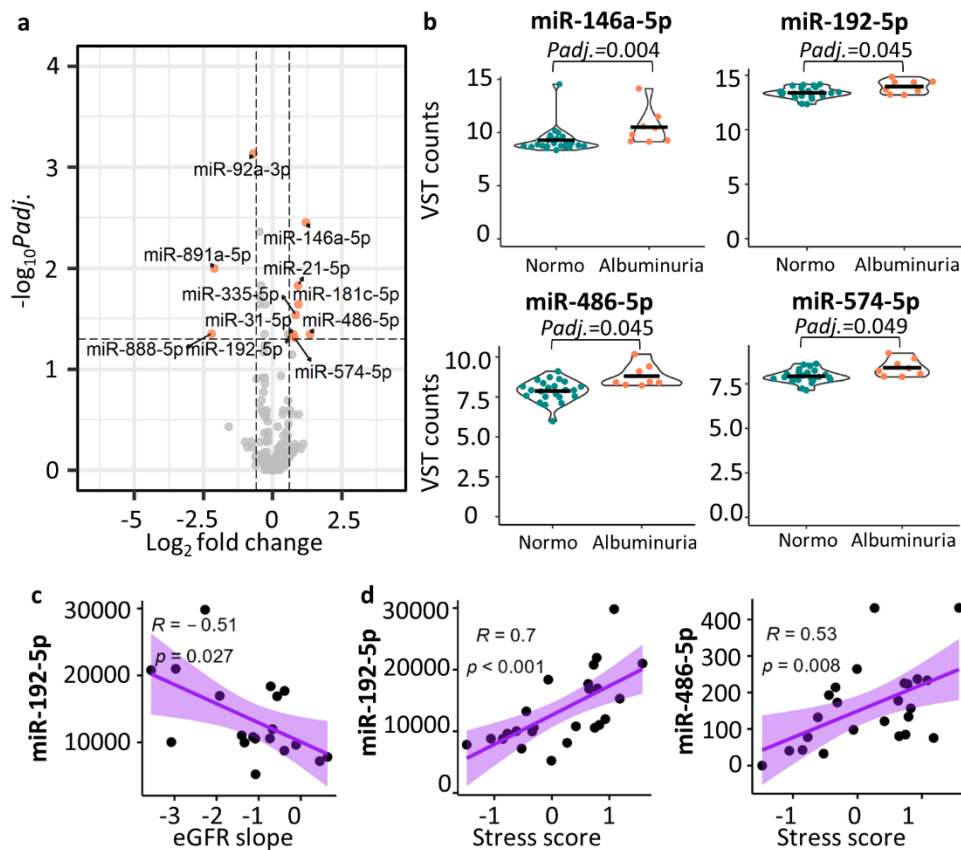 a
4
3
2
1
0
-log10Padj.
miR-92a-3p
miR-146a-5p
miR-891a-5p
miR-21-5p
miR-335-5p
miR-181c-5p
miR-31-5p
miR-486-5p
miR-888-5p
miR-192-5p
miR-574-5p
-5
-2.5
0
2.5
Log2 fold change
b
miR-146a-5p
Padj.=0.004
VST counts
15
10
5
0
Normo
Albuminuria
miR-192-5p
Padj.=0.045
15
10
5
0
Normo
Albuminuria
miR-486-5p
Padj.=0.045
VST counts
10.0
7.5
5.0
2.5
0
Normo
Albuminuria
miR-574-5p
Padj.=0.049
7.5
5.0
2.5
0.0
Normo
Albuminuria
c
miR-192-5p
30000
20000
10000
R = − 0.51
p = 0.027
-3
-2
-1
0
eGFR slope
d
miR-192-5p
30000
20000
10000
0
R = 0.7
p < 0.001
-1
0
1
Stress score
miR-486-5p
400
300
200
100
0
R = 0.53
p = 0.008
-1
0
1
Stress score